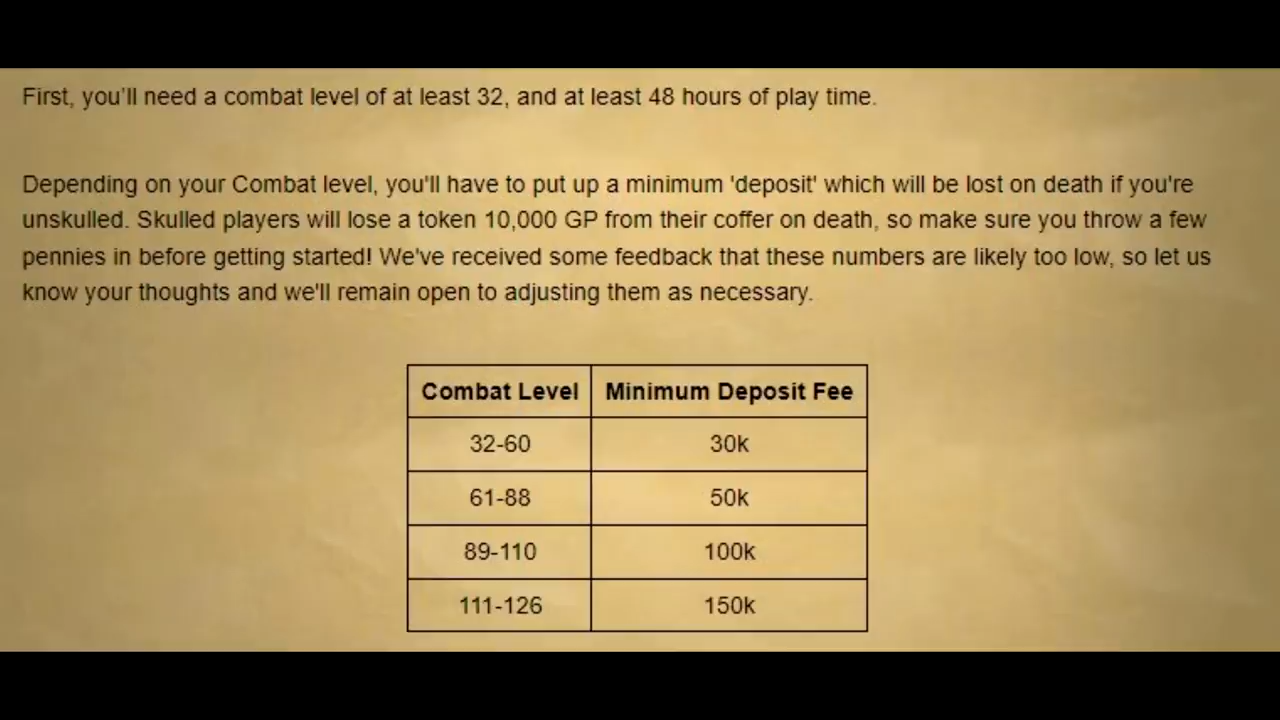 First, you'll need a combat level of at least 32, and at least 48 hours of play time.
Depending on your Combat level, you'll have to put up a minimum 'deposit' which will be lost on death if you're
unskulled. Skulled players will lose a token 10,000 GP from their coffer on death, so make sure you throw a few
pennies in before getting started! We've received some feedback that these numbers are likely too low, so let us
know your thoughts and we'll remain open to adjusting them as necessary.
Combat Level Minimum Deposit Fee
32-60 30k
61-88 50k
89-110 100k
111-126 150k